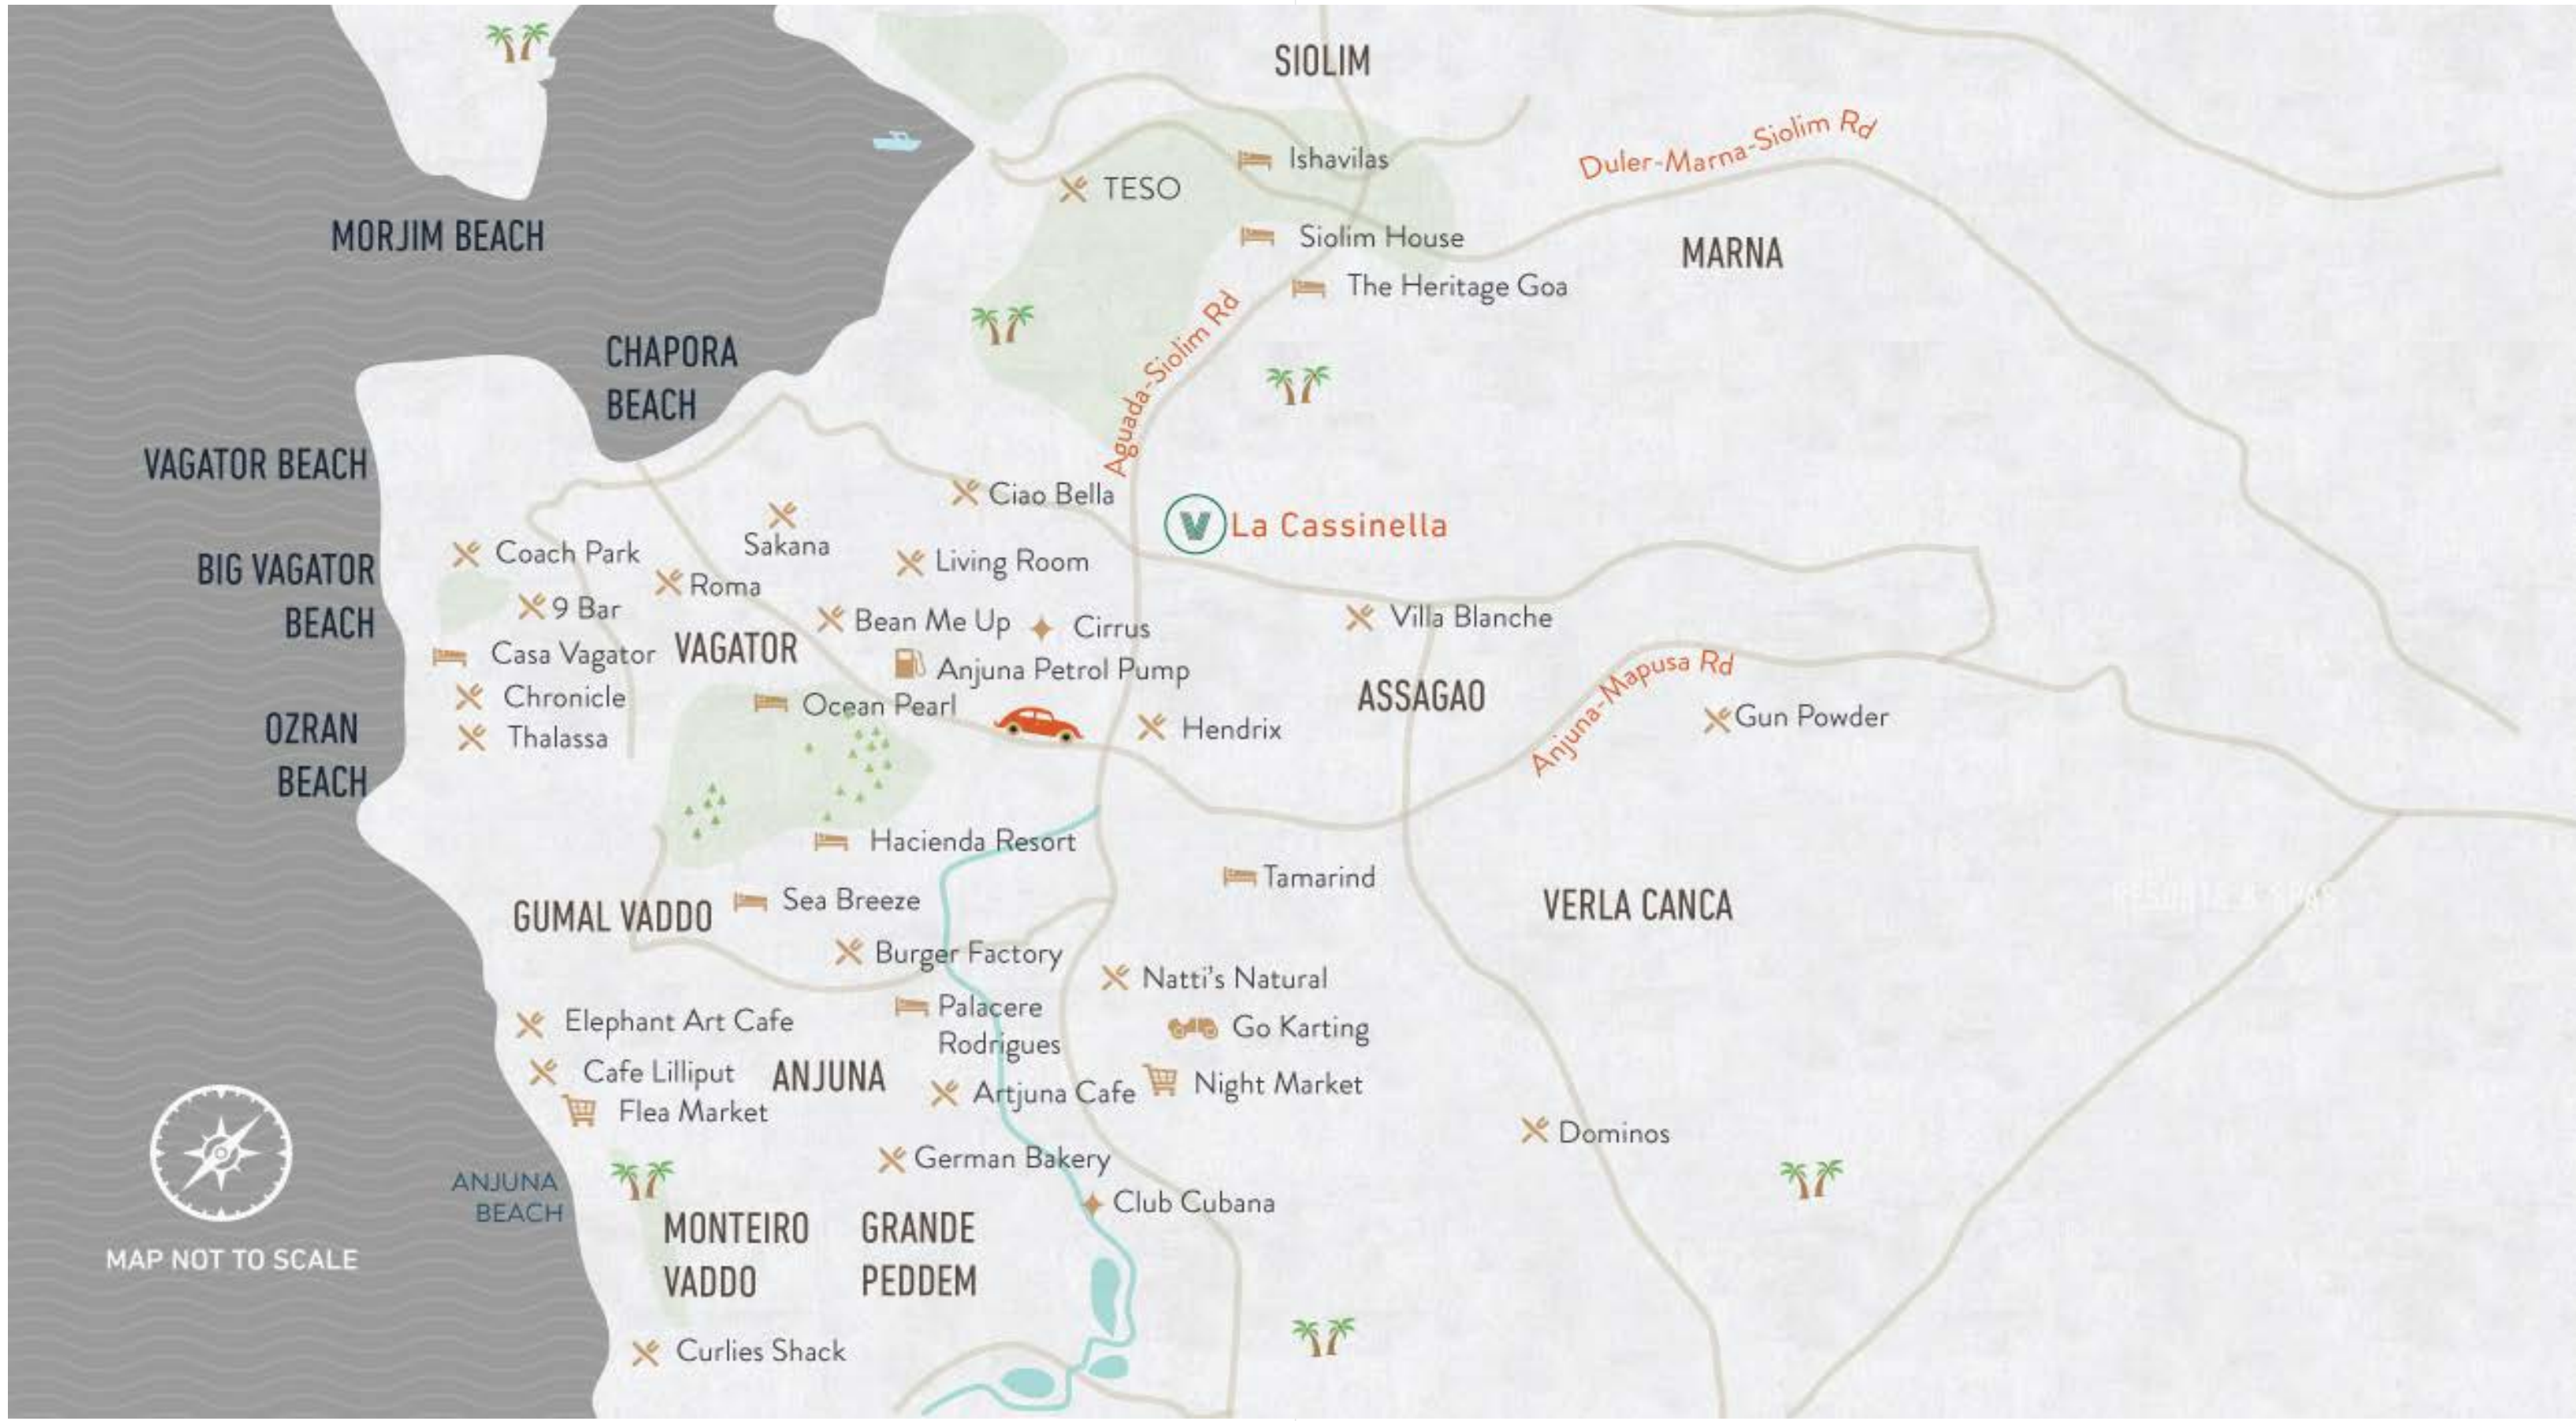 SIOLIM
Duler-Marna-Siolim Rd
Ishavilas
TESO
MORJIM BEACH
Siolim House
MARNA
The Heritage Goa
Aguada-Siolim Rd
CHAPORA
BEACH
VAGATOR BEACH
Ciao Bella
V
La Cassinella
Coach Park
Sakana
Living Room
BIG VAGATOR
BEACH
Roma
9 Bar
Bean Me Up
Cirrus
Villa Blanche
Casa Vagator
VAGATOR
Anjuna Petrol Pump
Anjuna-Mapusa Rd
Chronicle
Ocean Pearl
ASSAGAO
Gun Powder
OZRAN
BEACH
Thalassa
Hendrix
Hacienda Resort
Tamarind
GUMAL VADDO
Sea Breeze
VERLA CANCA
Burger Factory
Natti's Natural
Elephant Art Cafe
Palacere
Rodrigues
Go Karting
Cafe Lilliput
ANJUNA
Artjuna Cafe
Night Market
Flea Market
Dominos
German Bakery
ANJUNA
BEACH
Club Cubana
MONTEIRO
VADDO
GRANDE
PEDDEM
MAP NOT TO SCALE
Curlies Shack